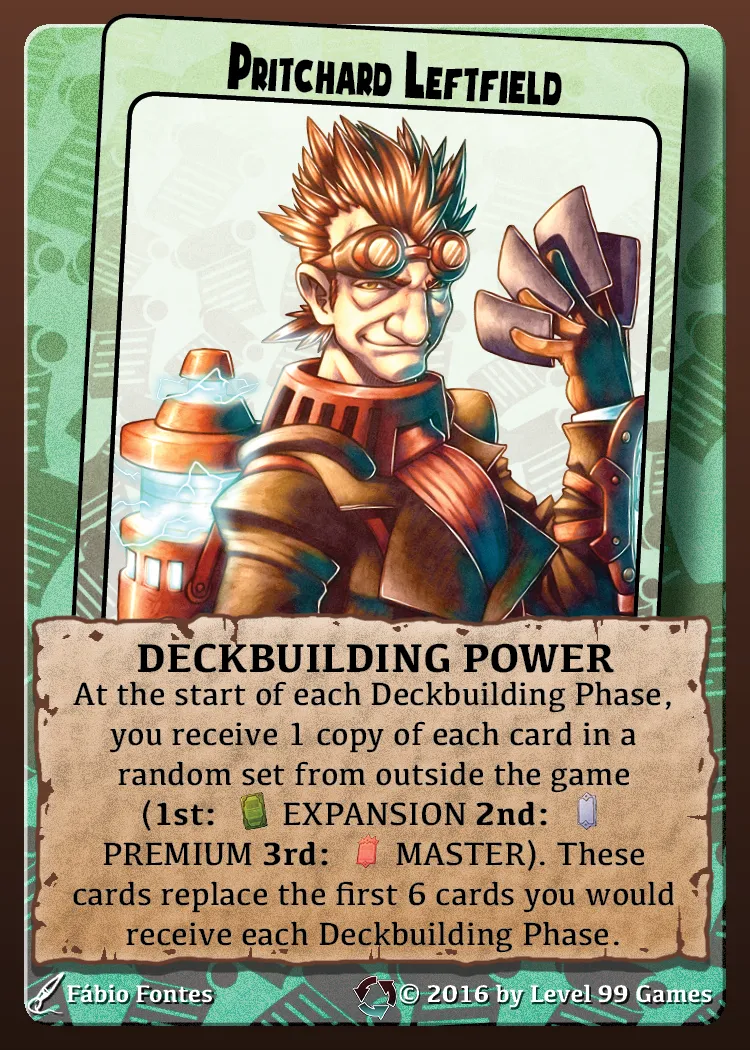 Pritchard Leftfield
DECKBUILDING POWER
At the start of each Deckbuilding Phase,
you receive 1 copy of each card in a
random set from outside the game
(1st: EXPANSION 2nd:
PREMIUM 3rd: MASTER). These
cards replace the first 6 cards you would
receive each Deckbuilding Phase.
Fábio Fontes
© 2016 by Level 99 Games